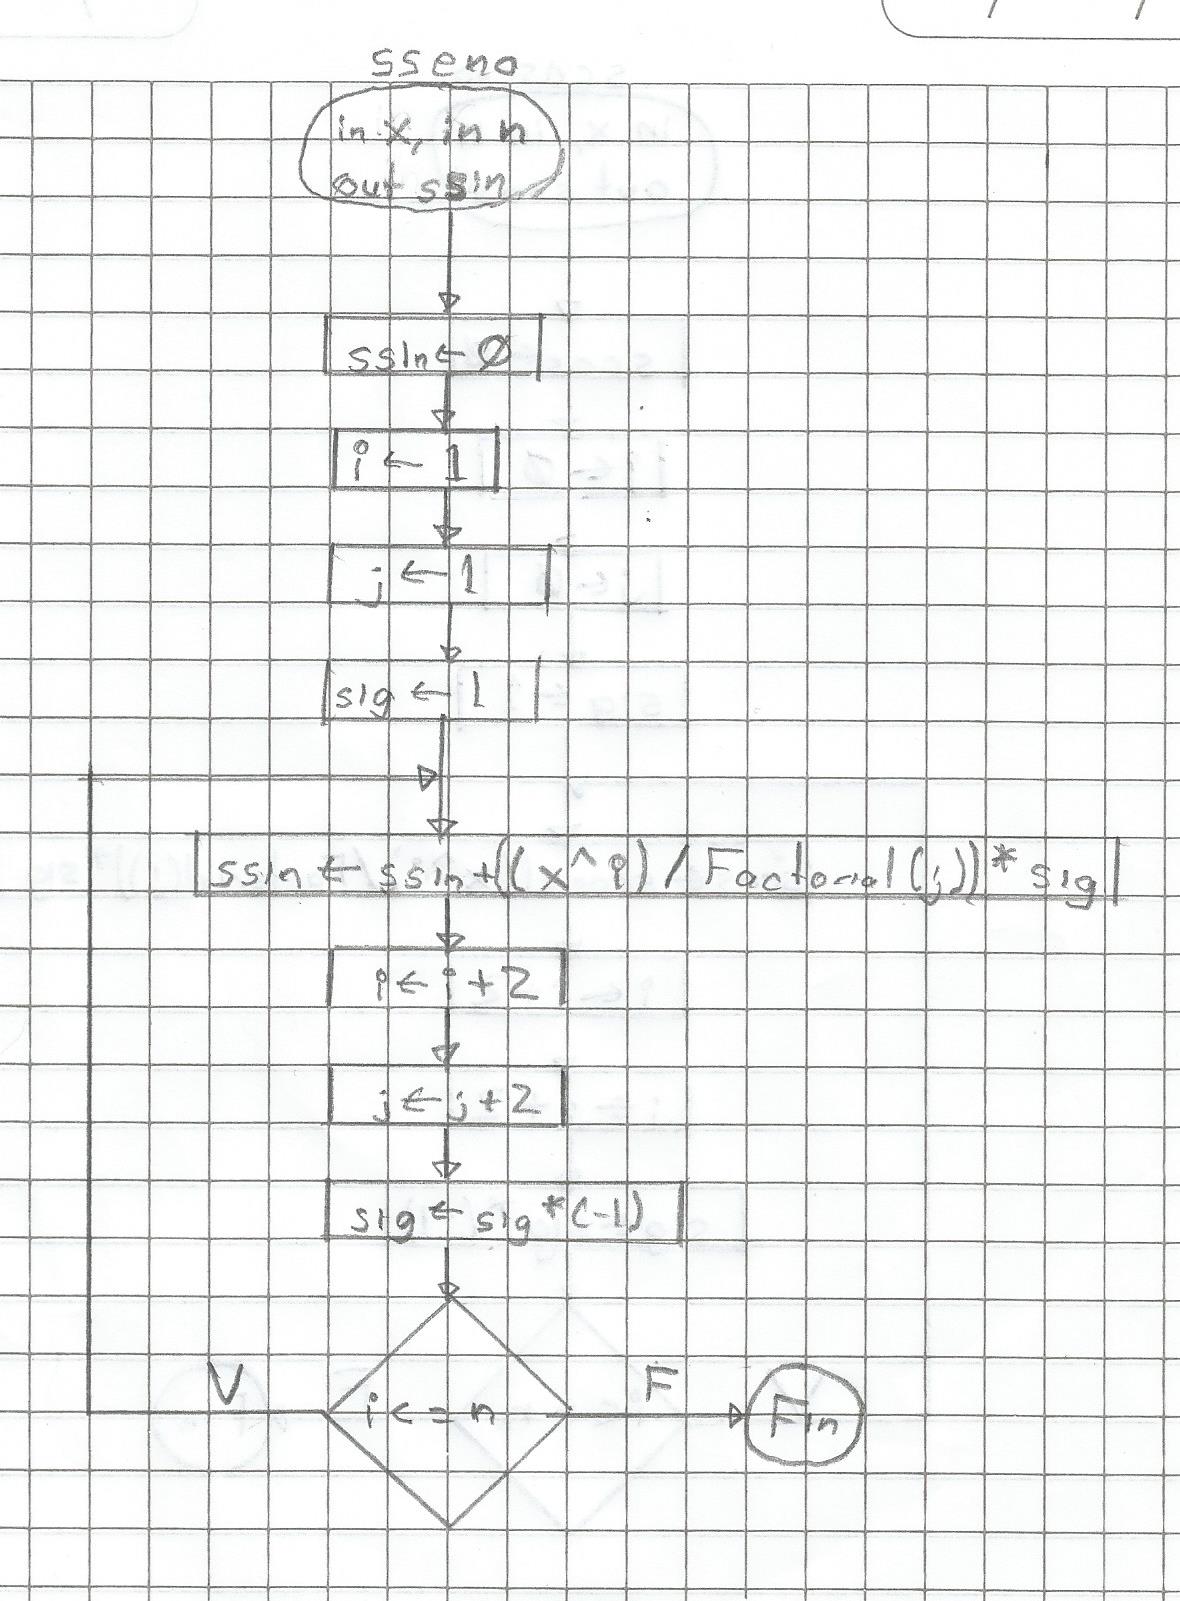 sseno
in x, in n
out ssin
ssin ← 0
i ← 1
j ← 1
sig ← 1
ssin ← ssin + ((x ^ i) / Factorial (j)) * sig
i ← i + 2
j ← j + 2
sig ← sig * (-1)
V
i <= n
F
Fin